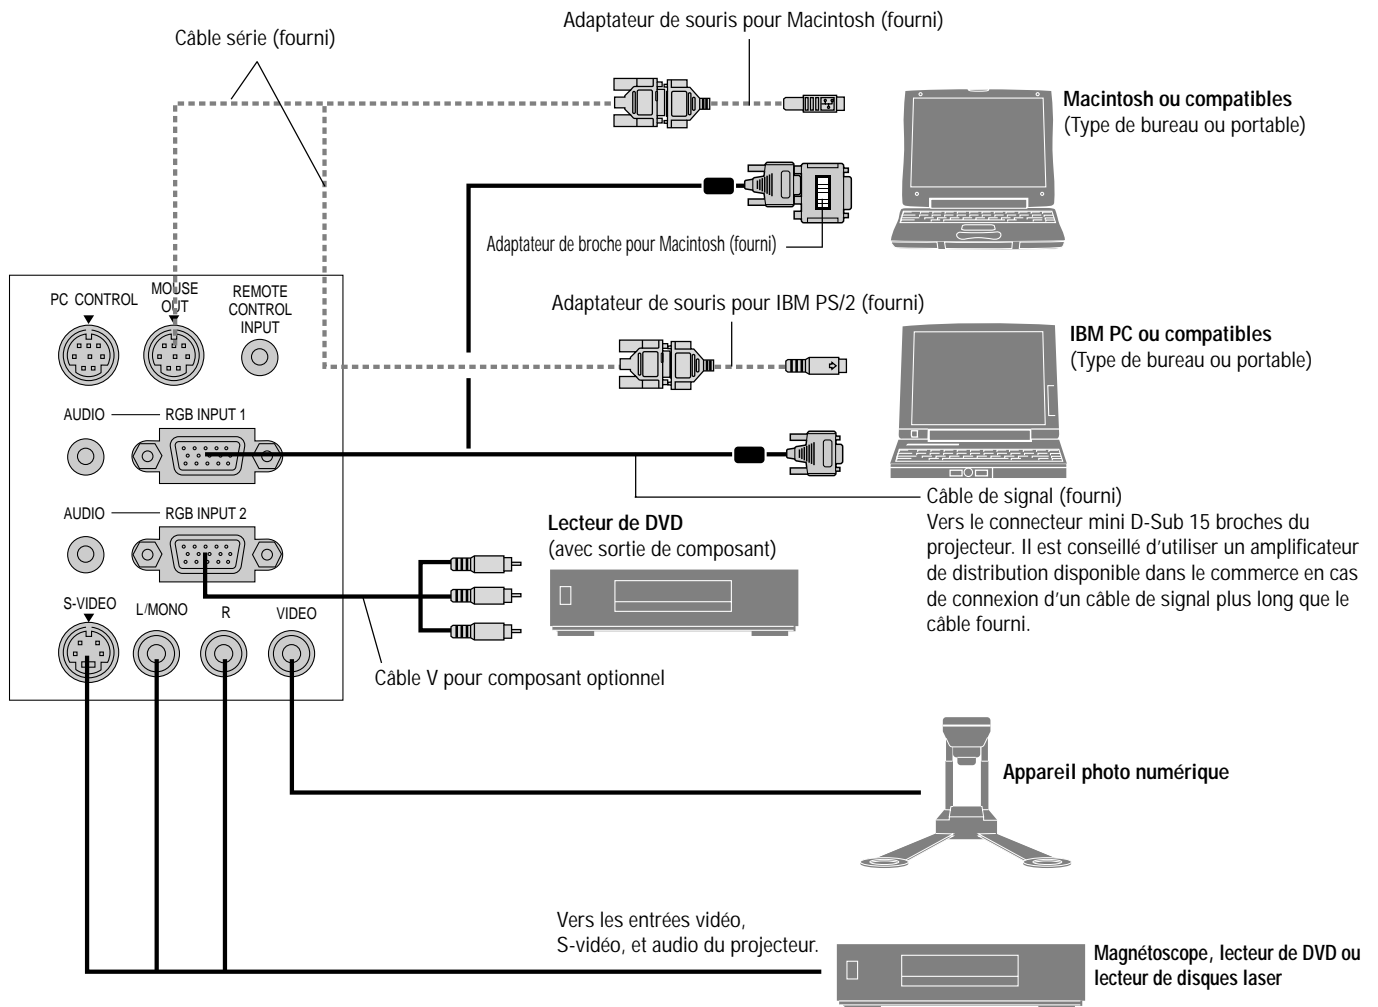 Adaptateur de souris pour Macintosh (fourni)
Câble série (fourni)
Macintosh ou compatibles
(Type de bureau ou portable)
Adaptateur de broche pour Macintosh (fourni)
PC CONTROL
MOUSE
OUT
REMOTE
CONTROL
INPUT
Adaptateur de souris pour IBM PS/2 (fourni)
IBM PC ou compatibles
(Type de bureau ou portable)
AUDIO
RGB INPUT 1
Câble de signal (fourni)
Vers le connecteur mini D-Sub 15 broches du
projecteur. Il est conseillé d’utiliser un amplificateur
de distribution disponible dans le commerce en cas
de connexion d’un câble de signal plus long que le
câble fourni.
AUDIO
RGB INPUT 2
Lecteur de DVD
(avec sortie de composant)
S-VIDEO
L/MONO
R
VIDEO
Câble V pour composant optionnel
Appareil photo numérique
Vers les entrées vidéo,
S-vidéo, et audio du projecteur.
Magnétoscope, lecteur de DVD ou
lecteur de disques laser